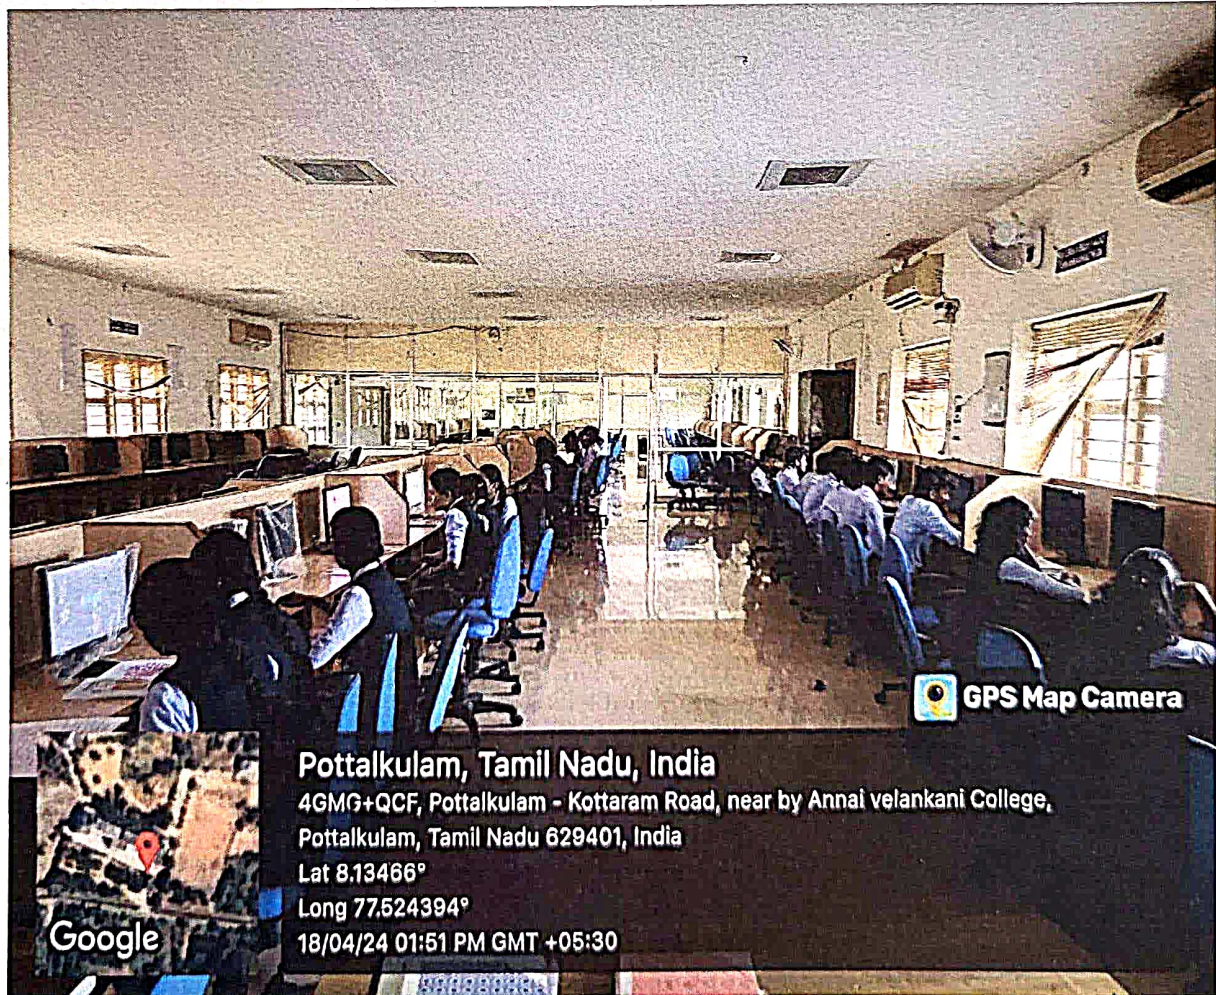 GPS Map Camera
Pottalkulam, Tamil Nadu, India
4GMG+QCF, Pottalkulam - Kottaram Road, near by Annai velankani College,
Pottalkulam, Tamil Nadu 629401, India
Lat 8.13466°
Long 77.524394°
18/04/24 01:51 PM GMT +05:30
Google